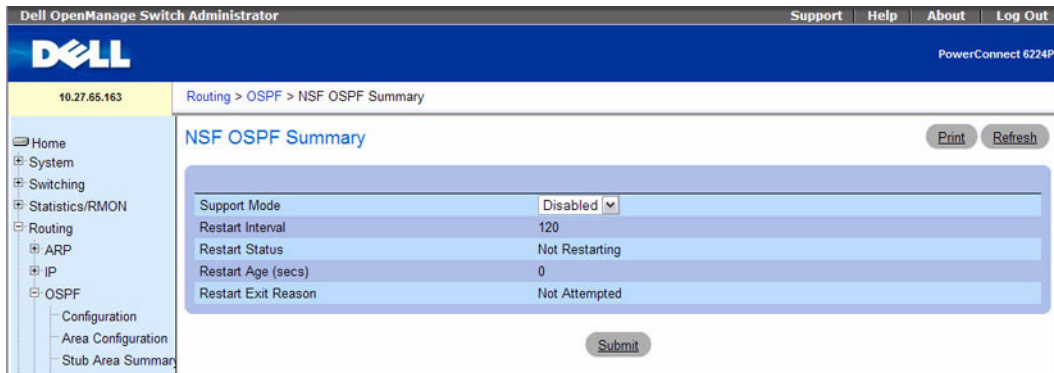 Dell OpenManage Switch Administrator
Support Help About Log Out
DELL
PowerConnect 6224P
10.27.65.163
Routing > OSPF > NSF OSPF Summary
Home
System
Switching
Statistics/RMON
Routing
ARP
IP
OSPF
Configuration
Area Configuration
Stub Area Summary
NSF OSPF Summary
Print Refresh
Support Mode Disabled
Restart Interval 120
Restart Status Not Restarting
Restart Age (secs) 0
Restart Exit Reason Not Attempted
Submit